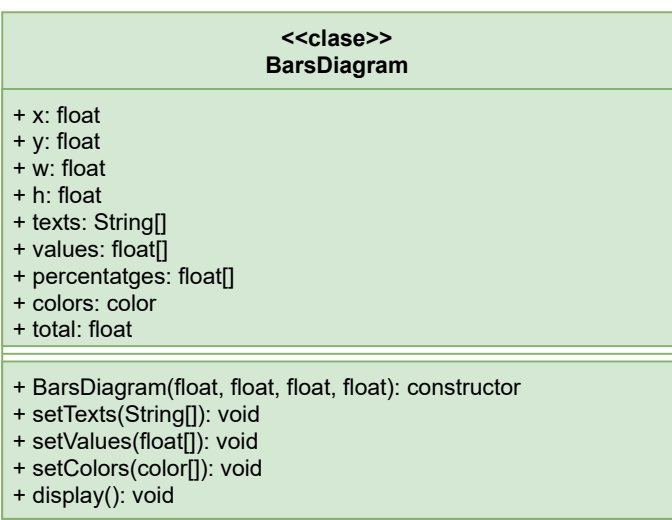 <<clase>>
BarsDiagram
+ x: float
+ y: float
+ w: float
+ h: float
+ texts: String[]
+ values: float[]
+ percentatges: float[]
+ colors: color
+ total: float
+ BarsDiagram(float, float, float, float): constructor
+ setTexts(String[]): void
+ setValues(float[]): void
+ setColors(color[]): void
+ display(): void